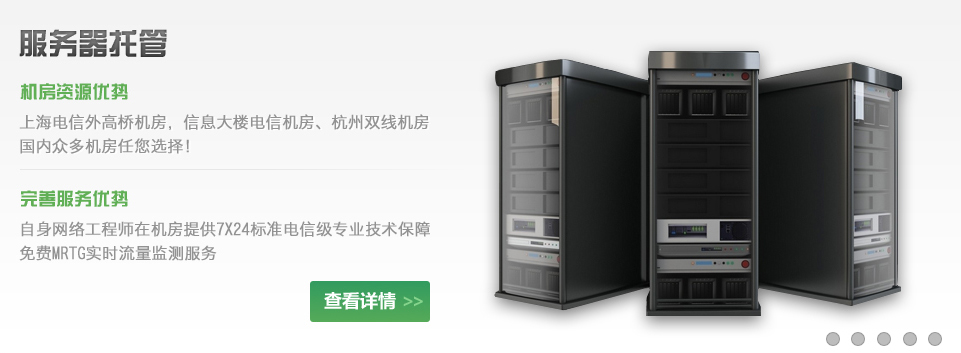 服务器托管
机房资源优势
上海电信外高桥机房，信息大楼电信机房、杭州双线机房
国内众多机房任您选择！
完善服务优势
自身网络工程师在机房提供7X24标准电信级专业技术保障
免费MRTG实时流量监测服务
查看详情 >>